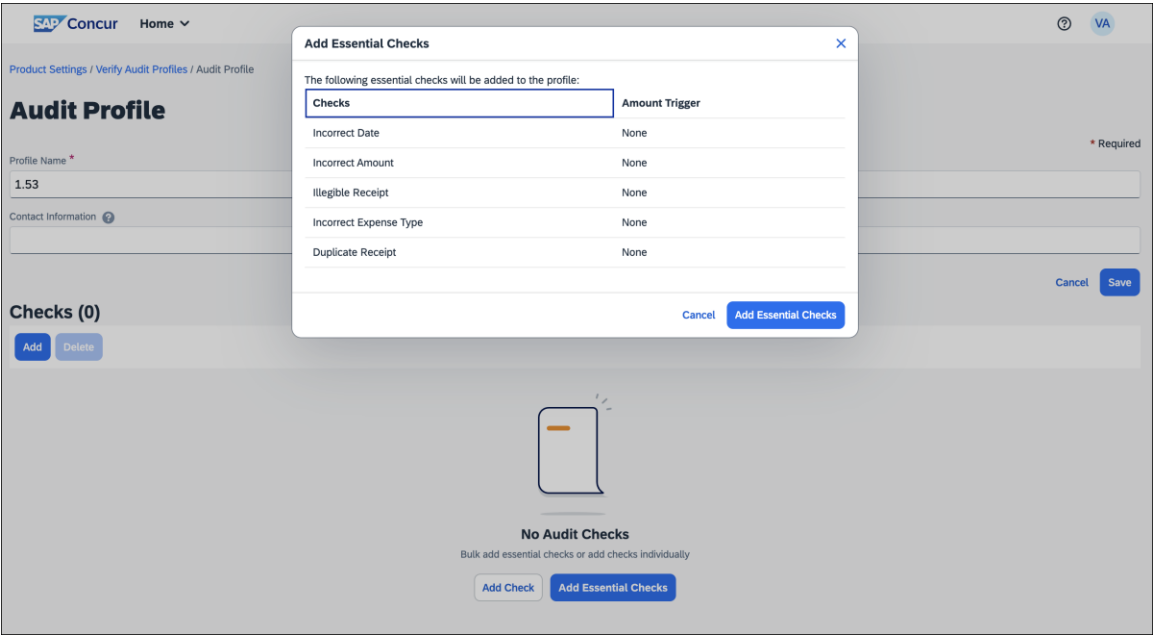 SAP Concur Home VA
Product Settings / Verify Audit Profiles / Audit Profile
Audit Profile
* Required
Profile Name *
1.53
Contact Information
Cancel Save
Checks (0)
Add Delete
Add Essential Checks
The following essential checks will be added to the profile:
Checks Amount Trigger
Incorrect Date None
Incorrect Amount None
Illegible Receipt None
Incorrect Expense Type None
Duplicate Receipt None
Cancel Add Essential Checks
No Audit Checks
Bulk add essential checks or add checks individually
Add Check Add Essential Checks